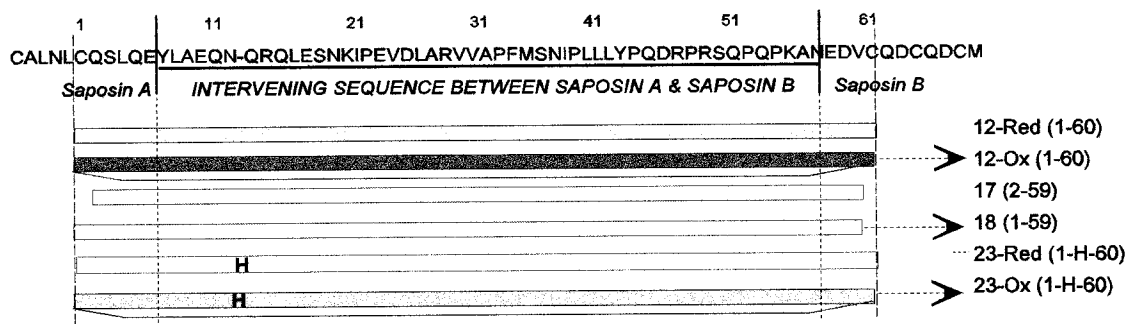 1 11 21 31 41 51 61
CALNLCQSLQEYLAEQN-QRQLESNKIPEVDLARVVAPFMSNIPLLLYPQDRPRSQPQPKANEDVCQDCQDCM
Saposin A INTERVENING SEQUENCE BETWEEN SAPOSIN A & SAPOSIN B Saposin B
12-Red (1-60)
12-Ox (1-60)
17 (2-59)
18 (1-59)
H 23-Red (1-H-60)
H 23-Ox (1-H-60)